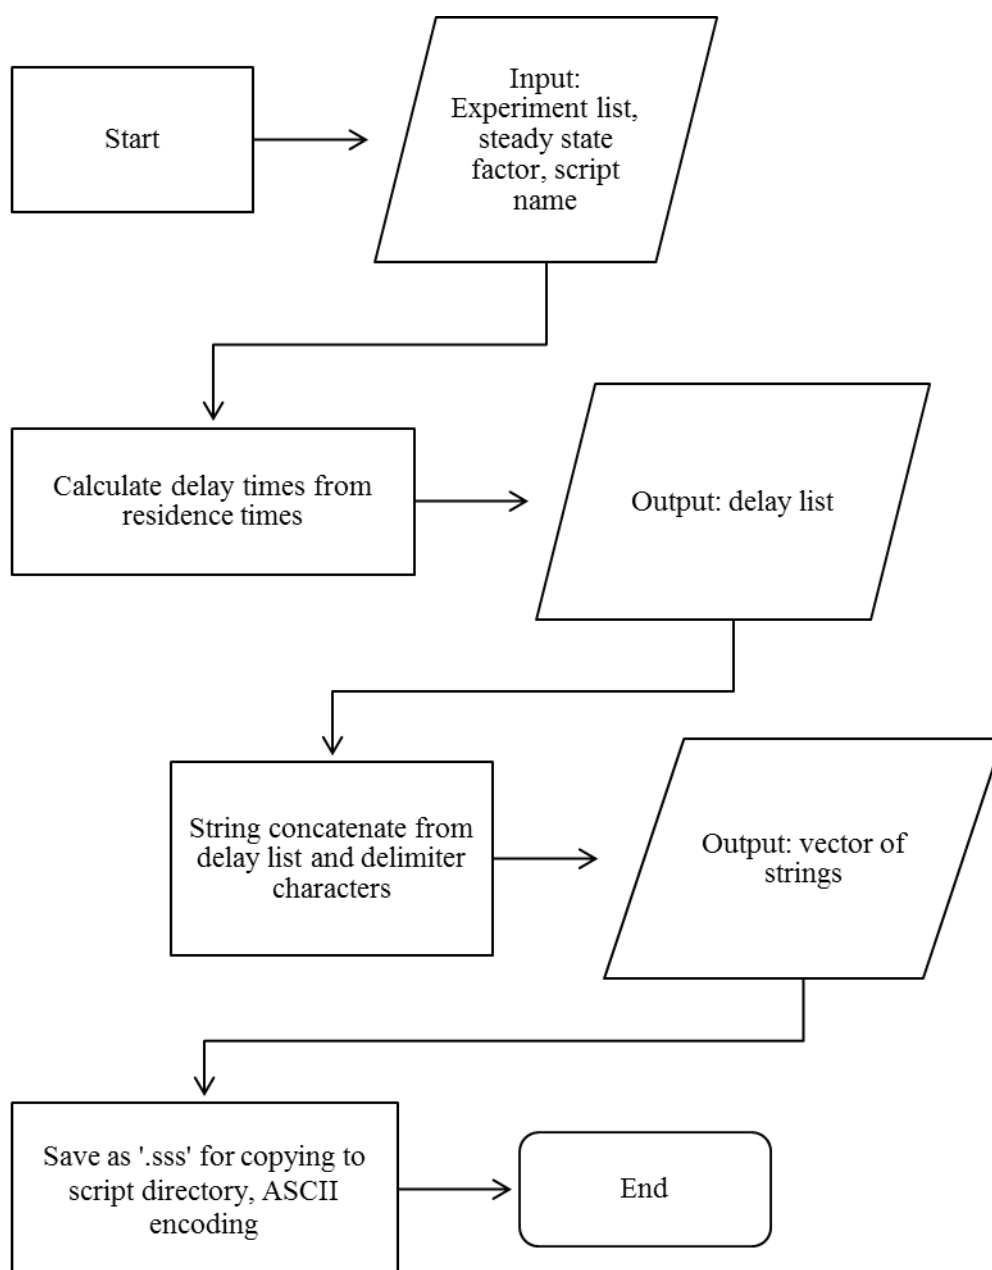 Start
Input:
Experiment list,
steady state
factor, script
name
Calculate delay times from
residence times
Output: delay list
String concatenate from
delay list and delimiter
characters
Output: vector of
strings
Save as '.sss' for copying to
script directory, ASCII
encoding
End